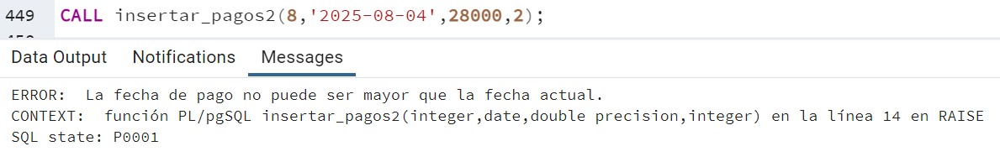 449 CALL insertar_pagos2(8,'2025-08-04',28000,2);
Data Output Notifications Messages
ERROR:  La fecha de pago no puede ser mayor que la fecha actual.
CONTEXT:  función PL/pgSQL insertar_pagos2(integer,date,double precision,integer) en la línea 14 en RAISE
SQL state: P0001